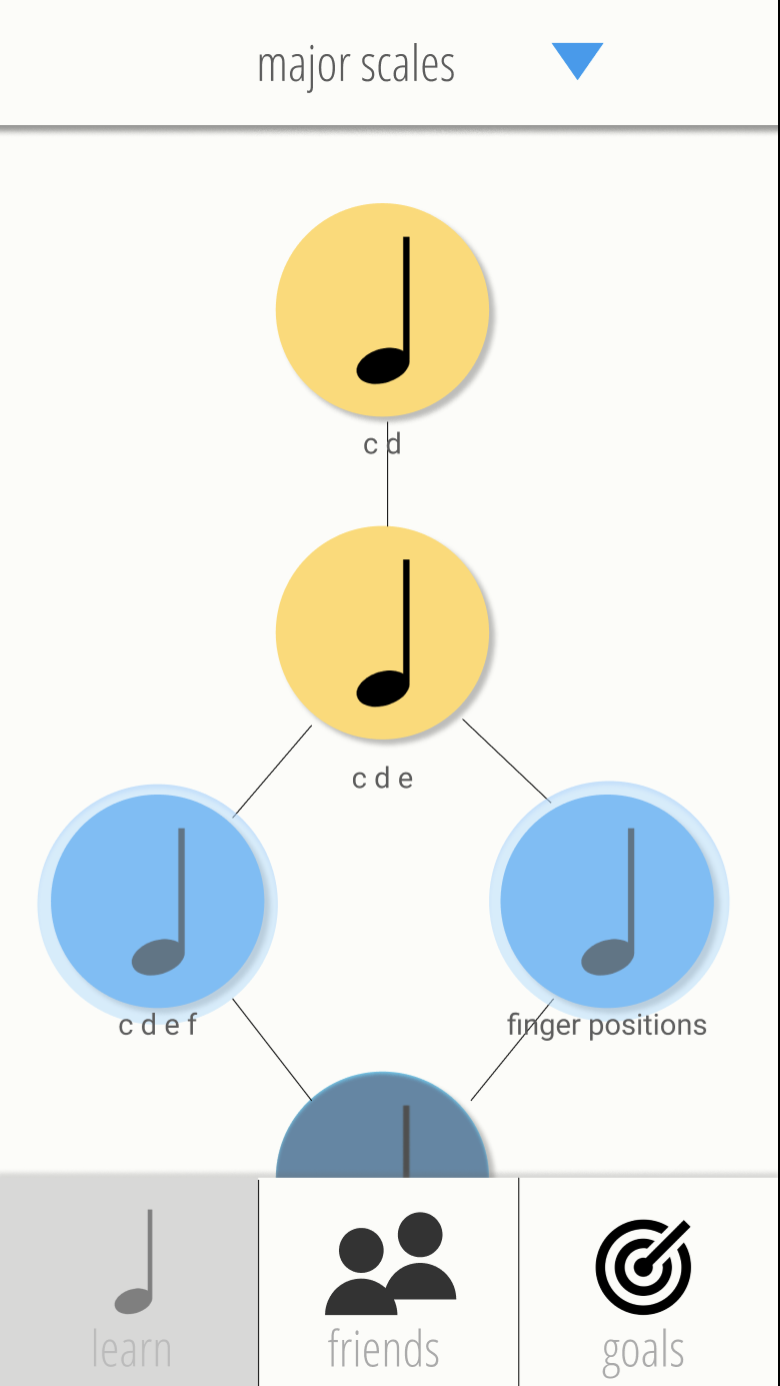 major scales
c d
c d e
c d e f
finger positions
learn
friends
goals